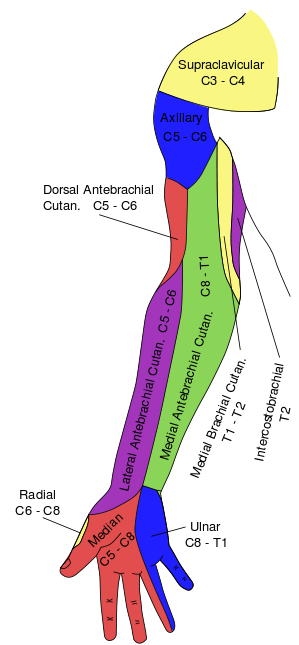 Supraclavicular
C3 - C4
Axillary
C5 - C6
Dorsal Antebrachial
Cutan. C5 - C6
C8 - T1
Medial Antebrachial Cutan.
Lateral Antebrachial Cutan. C5 - C6
Medial Brachial Cutan.
T1 - T2
Intercostobrachial
T2
Radial
C6 - C8
Median
C5 - C8
Ulnar
C8 - T1